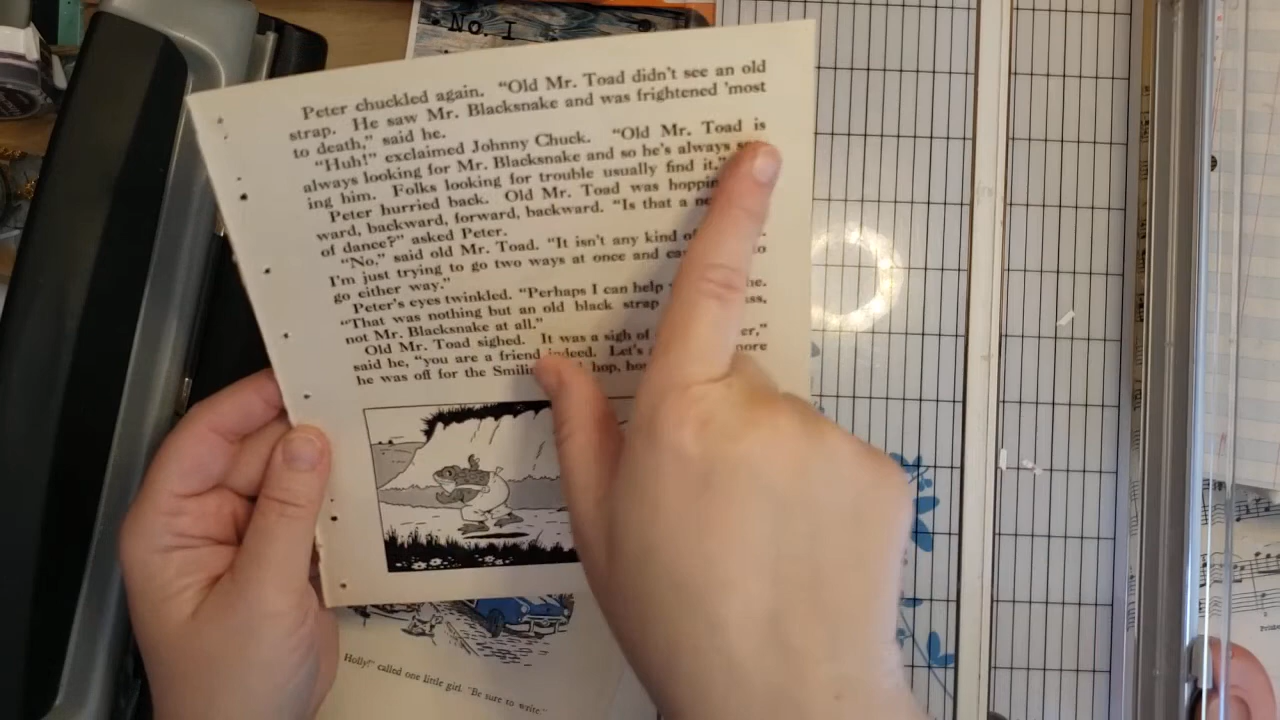 No. 1
Peter chuckled again. "Old Mr. Toad didn't see an old
strap. He saw Mr. Blacksnake and was frightened 'most
to death," said he.
"Huh!" exclaimed Johnny Chuck. "Old Mr. Toad is
always looking for Mr. Blacksnake and so he's always
ing him. Folks looking for trouble usually find it."
Peter hurried back. Old Mr. Toad was
ward, backward, forward, backward. "Is that a
of dance?" asked Peter.
"No," said old Mr. Toad. "It isn't any kind
I'm just trying to go two ways at once and
go either way."
Peter's eyes twinkled. "Perhaps I can help
"That was nothing but an old black strap
not Mr. Blacksnake at all."
Old Mr. Toad sighed. It was a sigh of
said he, "you are a friend indeed. Let's
he was off for the hop,
Holly!" called one little girl. "Be sure to write."